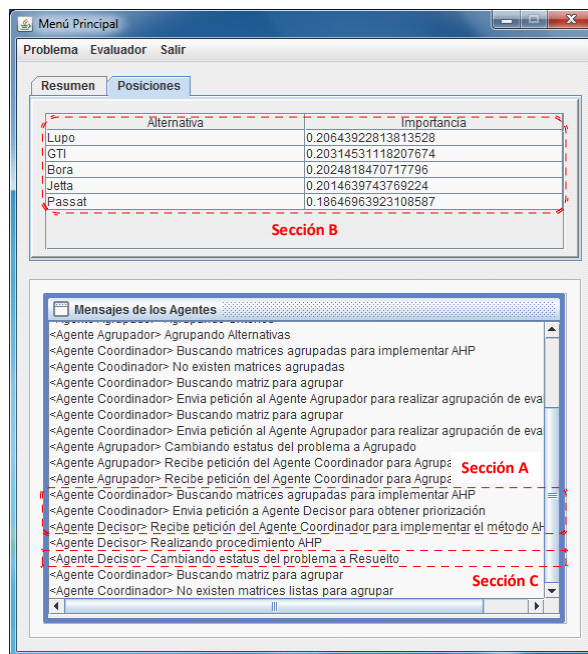 Menú Principal
Problema Evaluador Salir
Resumen Posiciones
Alternativa Importancia
Lupo 0.20643922813813528
GTI 0.20314531118207674
Bora 0.2024818470717796
Jetta 0.2014639743769224
Passat 0.18646963923108587
Sección B
Mensajes de los Agentes
<Agente Agrupador> Agrupando Criterios
<Agente Agrupador> Agrupando Alternativas
<Agente Coordinador> Buscando matrices agrupadas para implementar AHP
<Agente Coodinador> No existen matrices agrupadas
<Agente Coordinador> Buscando matriz para agrupar
<Agente Coordinador> Envia petición al Agente Agrupador para realizar agrupación de eva
<Agente Coordinador> Buscando matriz para agrupar
<Agente Coordinador> Envia petición al Agente Agrupador para realizar agrupación de eva
<Agente Agrupador> Cambiando estatus del problema a Agrupado
<Agente Agrupador> Recibe petición del Agente Coordinador para Agrupa
<Agente Agrupador> Recibe petición del Agente Coordinador para Agrupa
Sección A
<Agente Coordinador> Buscando matrices agrupadas para implementar AHP
<Agente Coodinador> Envia petición a Agente Decisor para obtener priorización
<Agente Decisor> Recibe petición del Agente Coordinador para implementar el método AH
<Agente Decisor> Realizando procedimiento AHP
<Agente Decisor> Cambiando estatus del problema a Resuelto
<Agente Coordinador> Buscando matriz para agrupar
<Agente Coordinador> No existen matrices listas para agrupar
Sección C